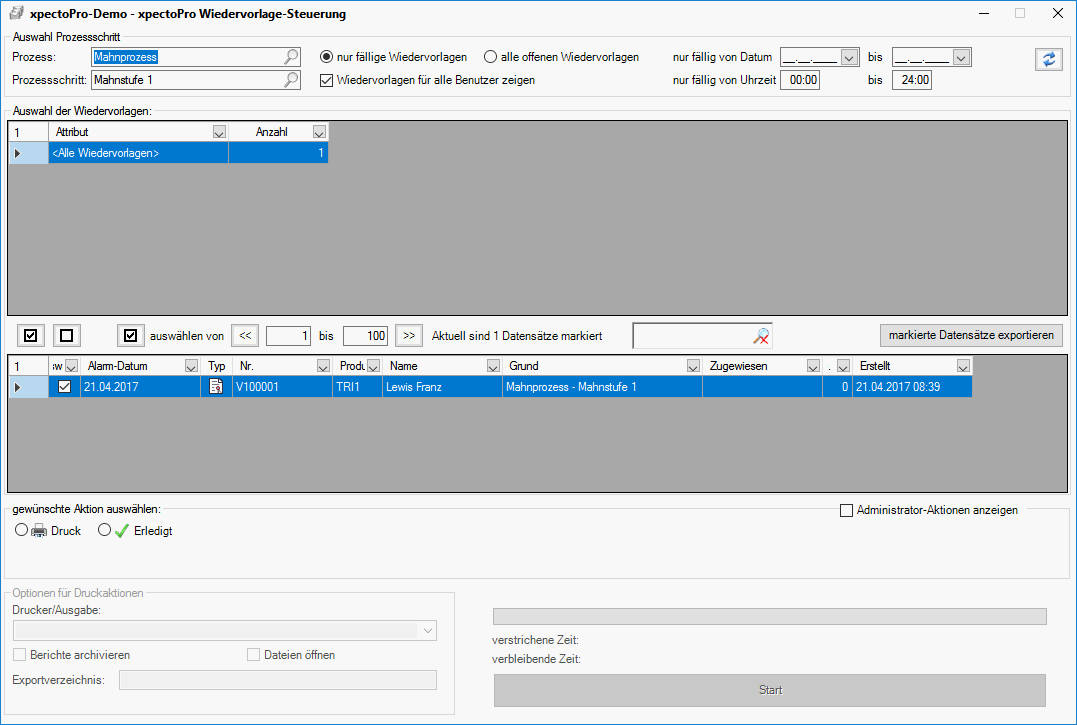 xpectoPro-Demo - xpectoPro Wiedervorlage-Steuerung
Auswahl Prozessschritt
Prozess: Mahnprozess nur fällige Wiedervorlagen alle offenen Wiedervorlagen nur fällig von Datum __.__.____ bis __.__.____
Prozessschritt: Mahnstufe 1 Wiedervorlagen für alle Benutzer zeigen nur fällig von Uhrzeit 00:00 bis 24:00
Auswahl der Wiedervorlagen:
1 Attribut Anzahl
<Alle Wiedervorlagen> 1
auswählen von << 1 bis 100 >> Aktuell sind 1 Datensätze markiert markierte Datensätze exportieren
1 Alarm-Datum Typ Nr. Name Grund Zugewiesen . Erstellt
21.04.2017 V100001 TRI1 Lewis Franz Mahnprozess - Mahnstufe 1 0 21.04.2017 08:39
gewünschte Aktion auswählen: Administrator-Aktionen anzeigen
Druck Erledigt
Optionen für Druckaktionen
Drucker/Ausgabe:
Berichte archivieren Dateien öffnen
Exportverzeichnis:
verstrichene Zeit:
verbleibende Zeit:
Start